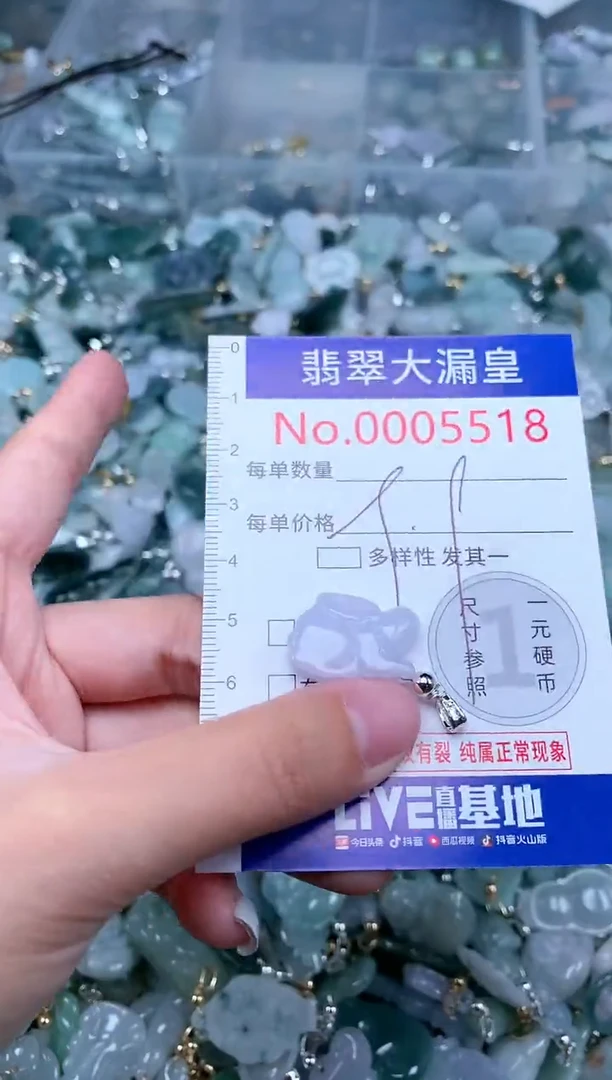 翡翠大漏皇
No.0005518
每单数量
每单价格
多样性 发其一
尺寸参照
一元硬币
1
有裂 纯属正常现象
LIVE直播基地
今日头条 抖音 西瓜视频 抖音火山版
0
1
2
3
4
5
6